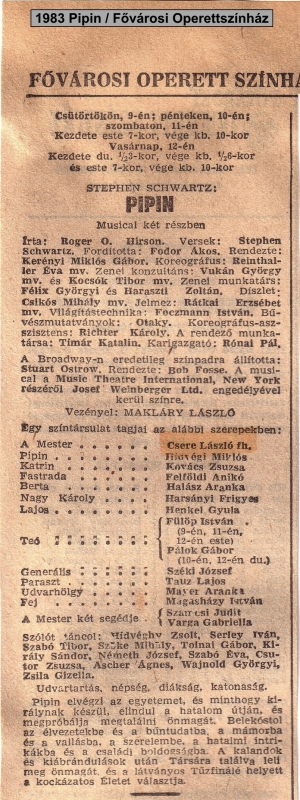 1983 Pipin / Fővárosi Operettszínház
FŐVÁROSI OPERETT SZÍNHÁ
Csütörtökön, 9-én; pénteken, 10-én;
szombaton, 11-én
Kezdete este 7-kor, vége kb. 10-kor
Vasárnap, 12-én
Kezdete du. ½3-kor, vége kb. ½6-kor
és este 7-kor, vége kb. 10-kor
STEPHEN SCHWARTZ:
PIPIN
Musical két részben
Írta: Roger O. Hirson. Versek: Stephen
Schwartz, Fordította: Fodor Ákos, Rendezte:
Kerényi Miklós Gábor, Koreográfus: Reinthal-
ler Éva mv. Zenei konzultáns: Vukán György
mv. és Kocsák Tibor mv. Zenei munkatárs:
Félix Györgyi és Haraszti Zoltán, Díszlet:
Csikós Mihály mv. Jelmez: Rátkai Erzsébet
mv, Világítástechnika: Foczmann István, Bű-
vészmutatványok: Otaky. Koreográfus-asz-
szisztens: Richter Károly. A rendező munka-
társa: Timár Katalin. Karigazgató: Rónai Pál,
A Broadway-n eredetileg színpadra állította:
Stuart Ostrow, Rendezte: Bob Fosse. A musi-
cal a Music Theatre International, New York
részéről Josef Weinberger Ltd. engedélyével
kerül színre.
Vezényel: MAKLÁRY LÁSZLÓ
Egy színtársulat tagjai az alábbi szerepekben:
A Mester . . . . . . Csere László fh.
Pipin . . . . . . . Hidvégi Miklós
Katrin . . . . . . Kovács Zsuzsa
Fastrada . . . . . Felföldi Anikó
Berta . . . . . . Halász Aranka
Nagy Károly . . . . . Harsányi Frigyes
Lajos . . . . . . . Henkel Gyula
Teó . . . . . . { Fülöp István
(9-én, 11-én,
12-én este)
Pálok Gábor
(10-én, 12-én du.)
Generális . . . . . Széki József
Paraszt . . . . . . Tauz Lajos
Udvarhölgy . . . . . Mayer Aranka
Fej . . . . . . . Magasházy István
A Mester két segédje . . { Szamosi Judit
Varga Gabriella
Szólót táncol: Hidvéghy Zsolt, Serley Iván,
Szabó Tibor, Szőke Mihály, Tolnai Gábor, Ki-
rály Sándor, Németh József, Szabó Éva, Csu-
tor Zsuzsa, Ascher Ágnes, Wajnold Györgyi,
Zsila Gizella.
Udvartartás, népség, diákság, katonaság.
Pipin elvégzi az egyetemet, és minthogy ki-
rálynak készül, elindul a hatalom útján, és
megpróbálja megtalálni önmagát. Belekóstol
az élvezetekbe és a bűntudatba, a mámorba
és a vallásba, a szerelembe, a hatalmi intri-
kákba és a családi boldogságba. A kalandok
és kiábrándulások után Társára találva leli
meg önmagát, és a látványos Tűzfinálé helyett
a kockázatos Életet választja.